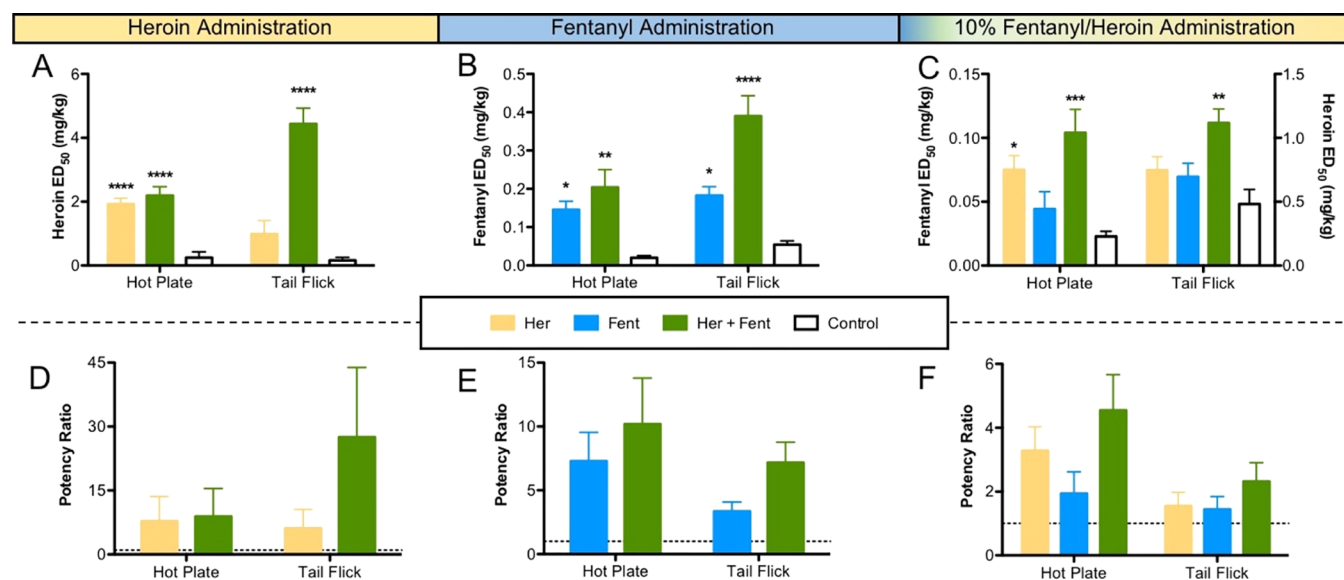 Heroin Administration
Fentanyl Administration
10% Fentanyl/Heroin Administration
A
Heroin ED50 (mg/kg)
6
4
2
0
****
****
****
Hot Plate
Tail Flick
B
Fentanyl ED50 (mg/kg)
0.5
0.4
0.3
0.2
0.1
0.0
*
**
*
****
Hot Plate
Tail Flick
C
Fentanyl ED50 (mg/kg)
0.15
0.10
0.05
0.00
*
***
**
1.5
1.0
0.5
0.0
Heroin ED50 (mg/kg)
Hot Plate
Tail Flick
Her
Fent
Her + Fent
Control
D
Potency Ratio
45
30
15
0
Hot Plate
Tail Flick
E
Potency Ratio
15
10
5
0
Hot Plate
Tail Flick
F
Potency Ratio
6
4
2
0
Hot Plate
Tail Flick